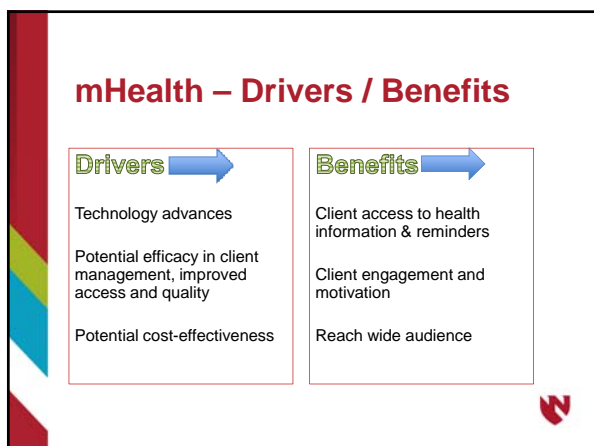 mHealth – Drivers / Benefits
Drivers
Technology advances
Potential efficacy in client
management, improved
access and quality
Potential cost-effectiveness
Benefits
Client access to health
information & reminders
Client engagement and
motivation
Reach wide audience
N